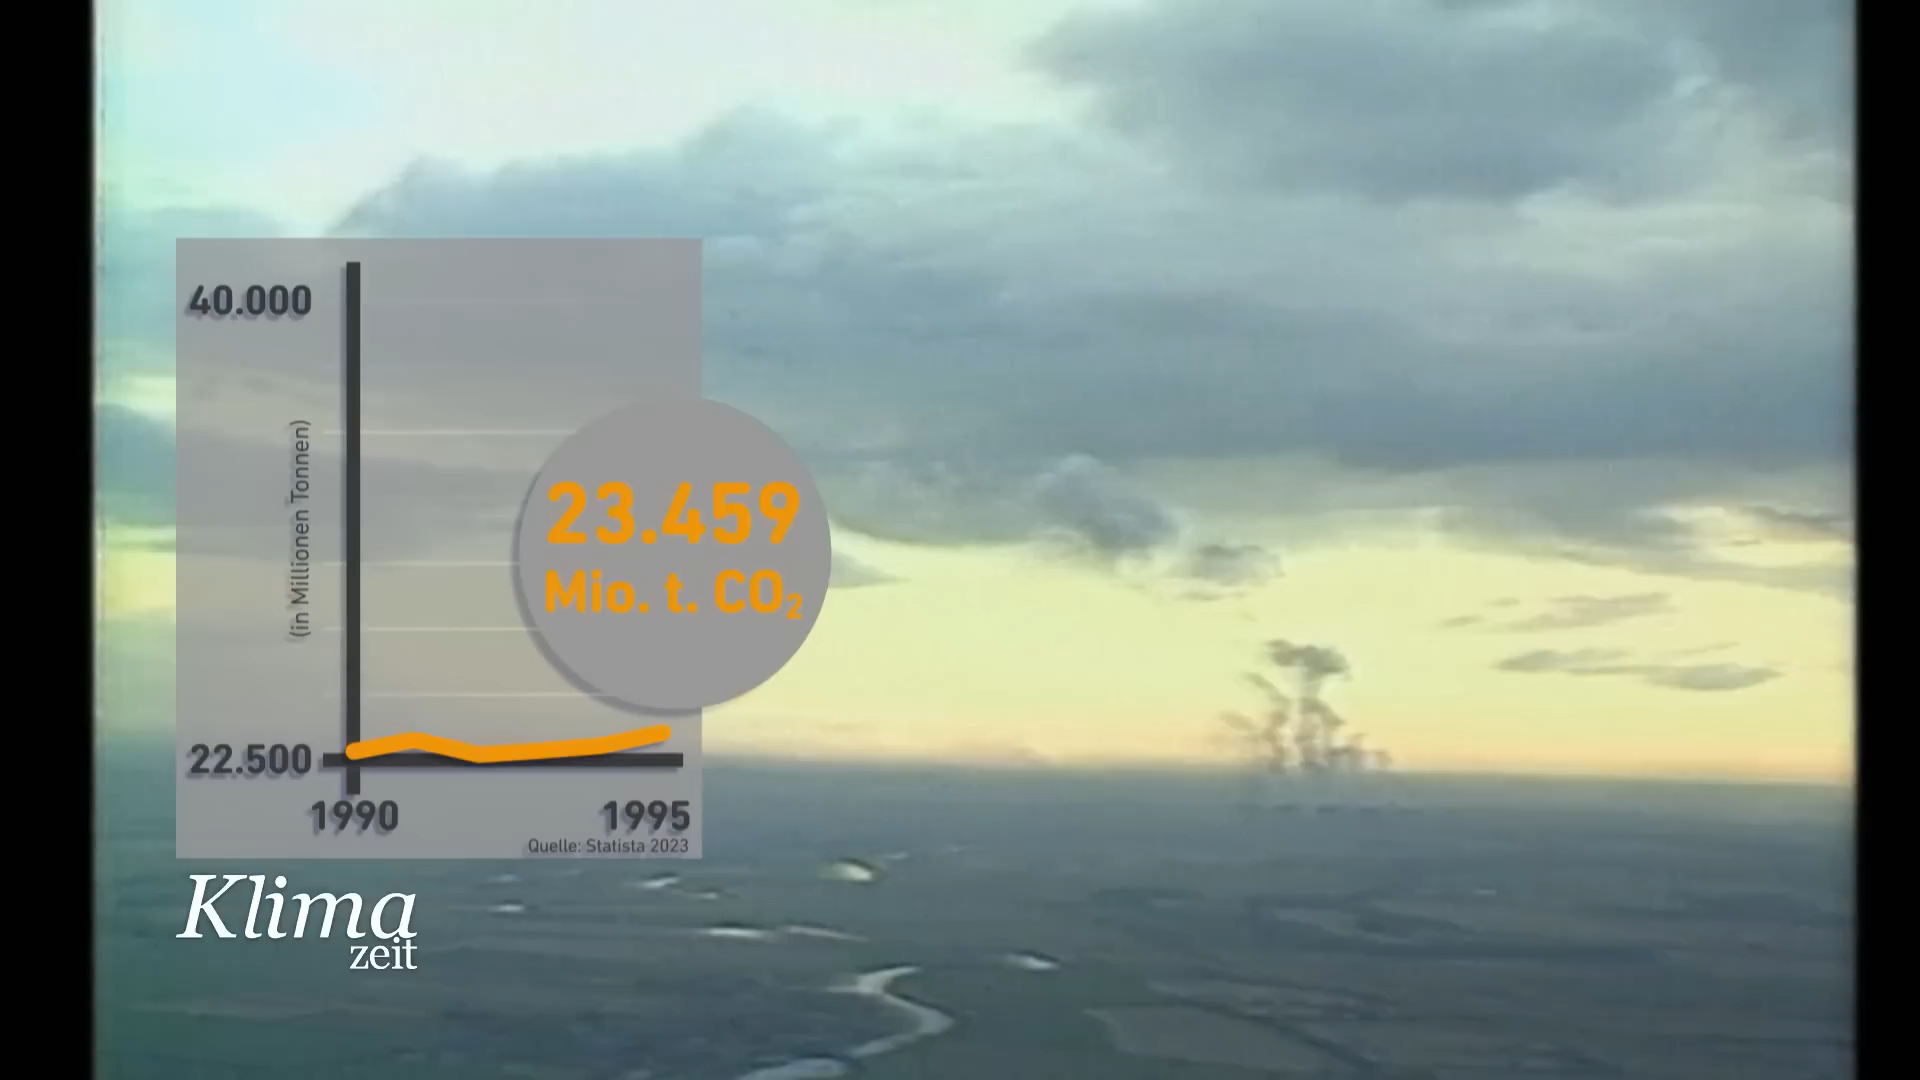 40.000
(in Millionen Tonnen)
23.459
Mio. t. CO₂
22.500
1990
1995
Quelle: Statista 2023
Klima
zeit